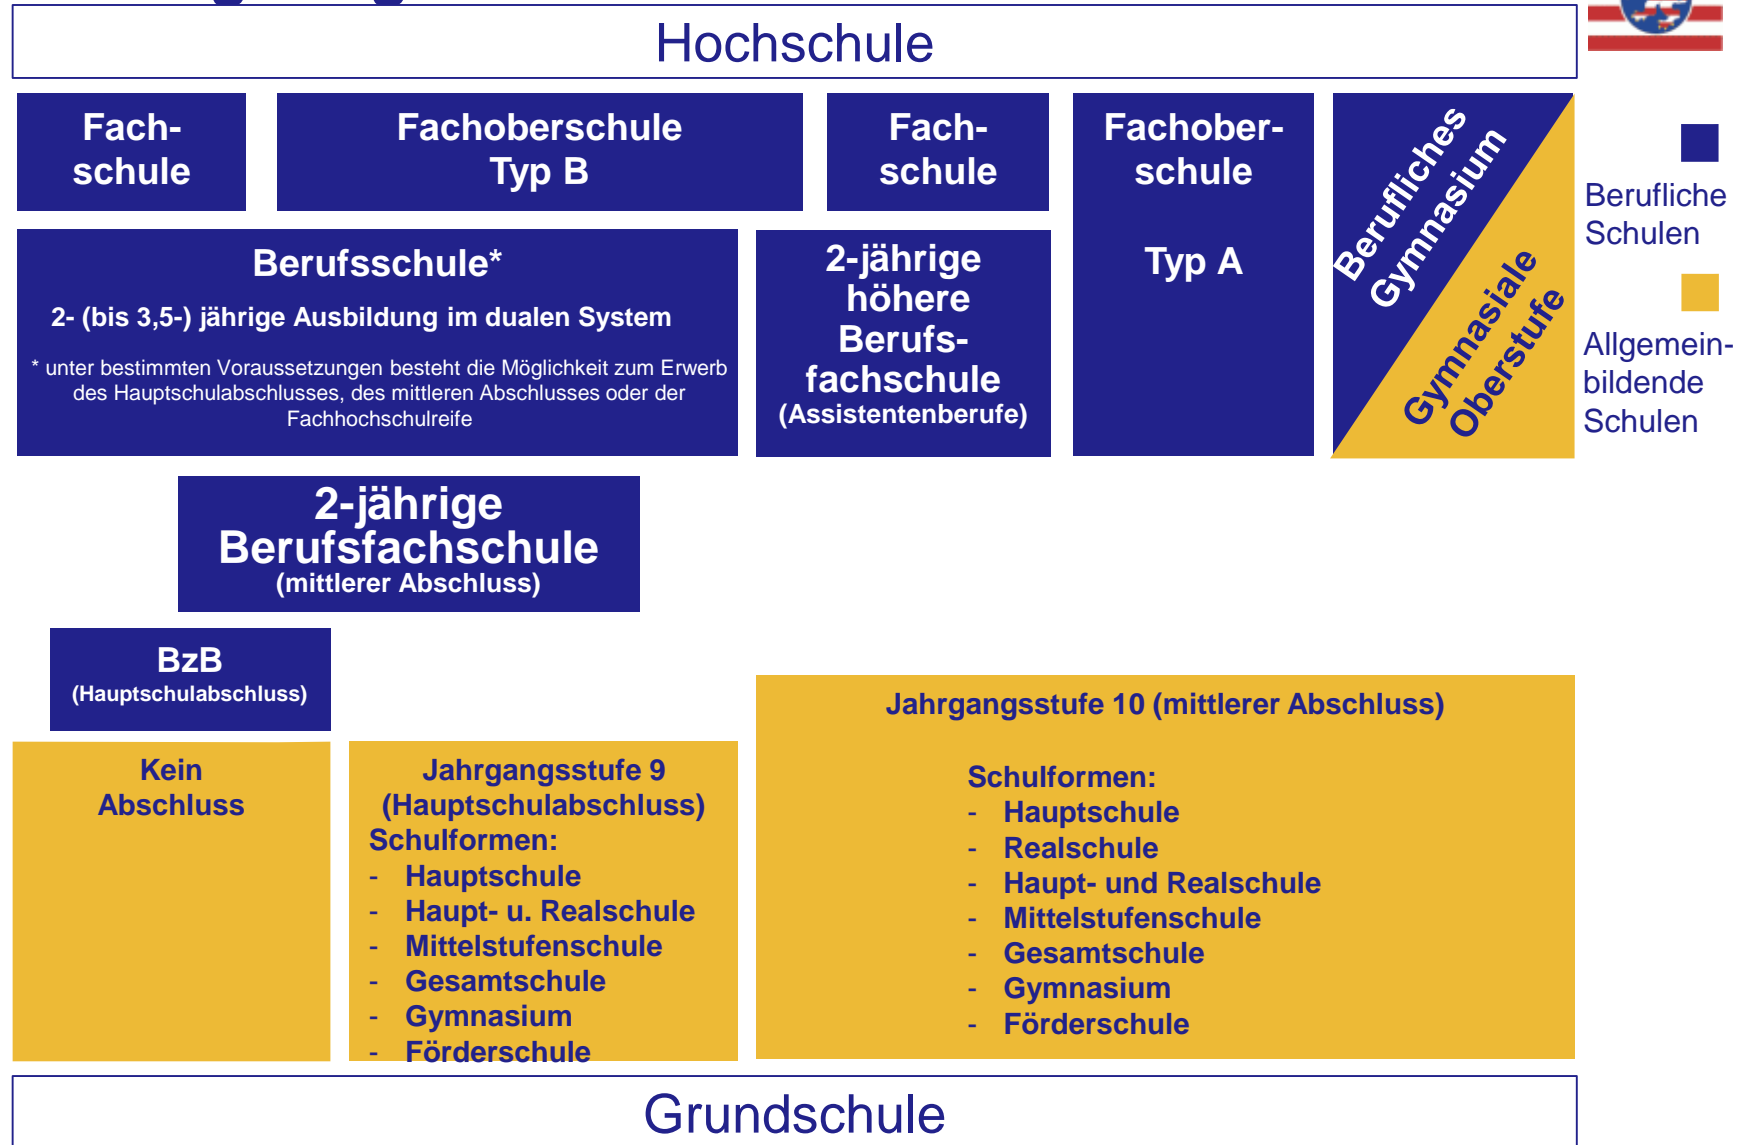 Hochschule
Fach-
schule
Fachoberschule
Typ B
Fach-
schule
Fachober-
schule
Typ A
Berufliches
Gymnasium
Gymnasiale
Oberstufe
Berufliche
Schulen
Allgemein-
bildende
Schulen
Berufsschule*
2- (bis 3,5-) jährige Ausbildung im dualen System
* unter bestimmten Voraussetzungen besteht die Möglichkeit zum Erwerb
des Hauptschulabschlusses, des mittleren Abschlusses oder der
Fachhochschulreife
2-jährige
höhere
Berufs-
fachschule
(Assistentenberufe)
2-jährige
Berufsfachschule
(mittlerer Abschluss)
BzB
(Hauptschulabschluss)
Kein
Abschluss
Jahrgangsstufe 9
(Hauptschulabschluss)
Schulformen:
- Hauptschule
- Haupt- u. Realschule
- Mittelstufenschule
- Gesamtschule
- Gymnasium
- Förderschule
Jahrgangsstufe 10 (mittlerer Abschluss)
Schulformen:
- Hauptschule
- Realschule
- Haupt- und Realschule
- Mittelstufenschule
- Gesamtschule
- Gymnasium
- Förderschule
Grundschule